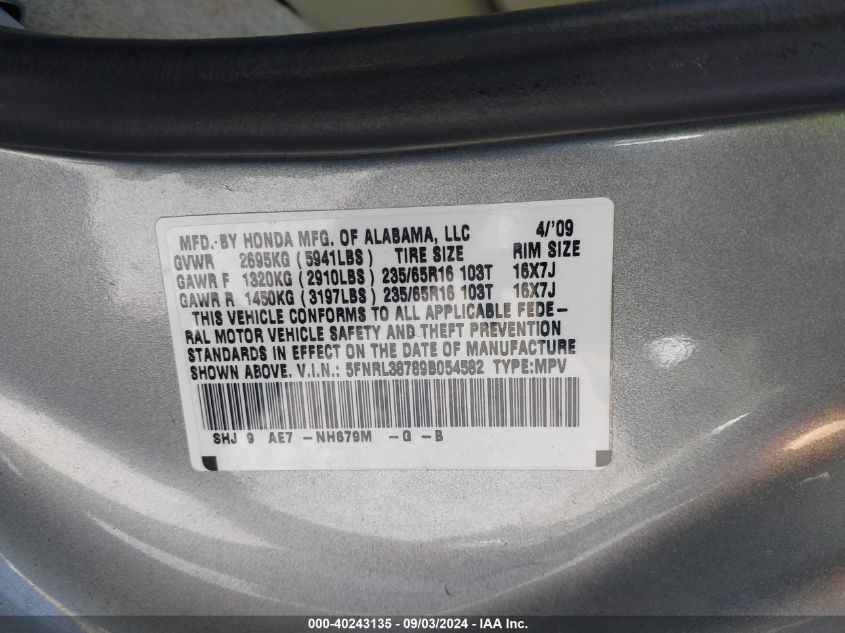 MFD. BY HONDA MFG. OF ALABAMA, LLC 4/'09
GVWR 2695KG (5941LBS) TIRE SIZE RIM SIZE
GAWR F 1320KG (2910LBS) 235/65R16 103T 16X7J
GAWR R 1450KG (3197LBS) 235/65R16 103T 16X7J
THIS VEHICLE CONFORMS TO ALL APPLICABLE FEDE-
RAL MOTOR VEHICLE SAFETY AND THEFT PREVENTION
STANDARDS IN EFFECT ON THE DATE OF MANUFACTURE
SHOWN ABOVE. V.I.N.: 5FNRL38789B054582 TYPE:MPV
SHJ 9 AE7 -NH679M -G -B
000-40243135 - 09/03/2024 - IAA Inc.